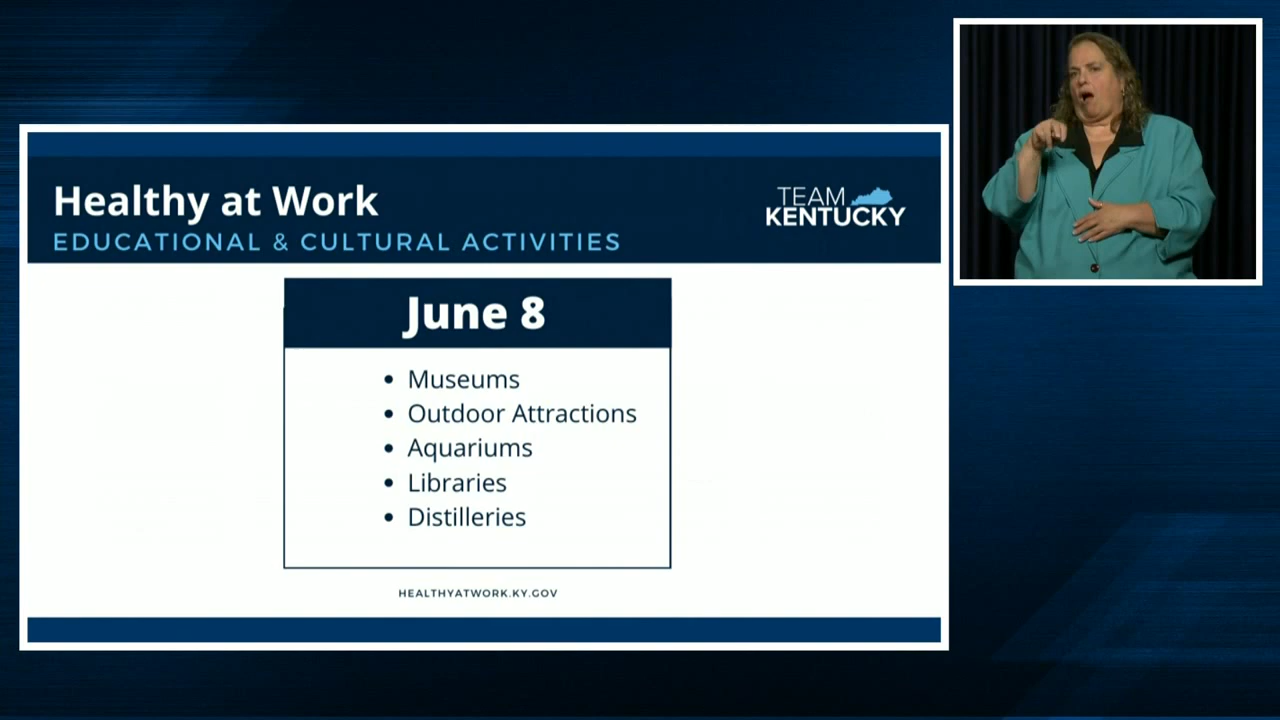 Healthy at Work
EDUCATIONAL & CULTURAL ACTIVITIES
TEAM
KENTUCKY
June 8
• Museums
• Outdoor Attractions
• Aquariums
• Libraries
• Distilleries
HEALTHYATWORK.KY.GOV